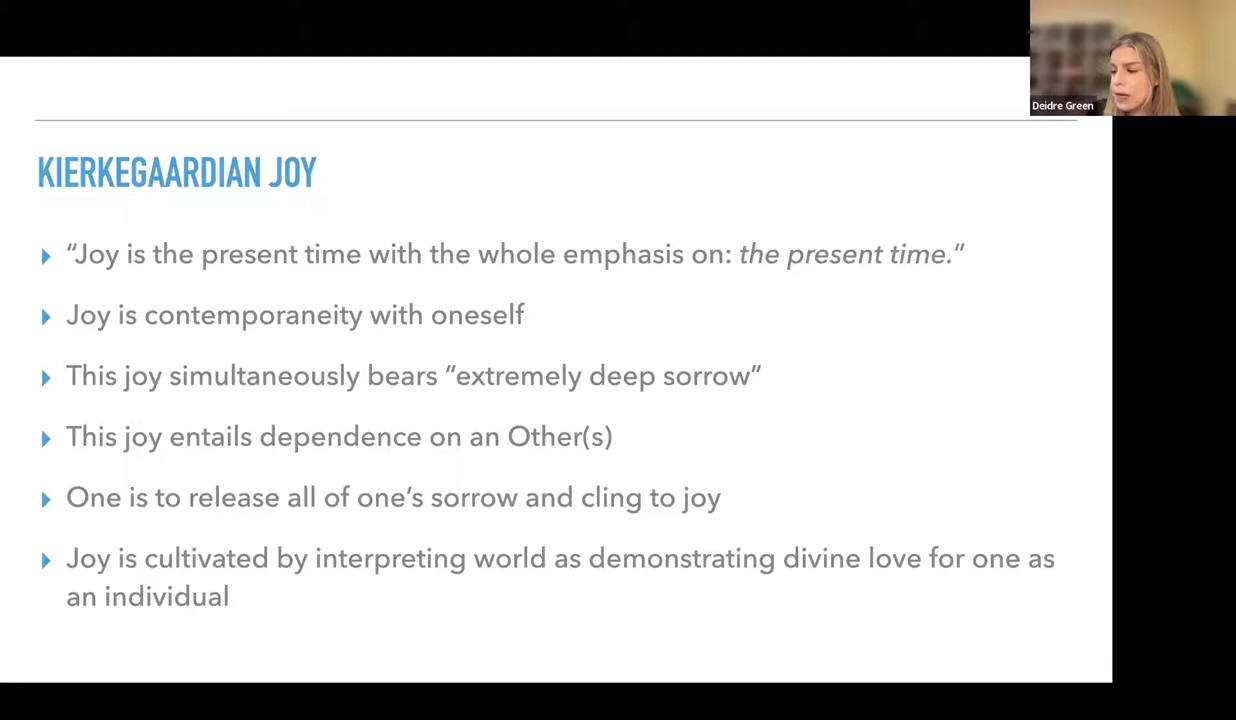 Deidre Green
KIERKEGAARDIAN JOY
“Joy is the present time with the whole emphasis on: the present time.”
Joy is contemporaneity with oneself
This joy simultaneously bears “extremely deep sorrow”
This joy entails dependence on an Other(s)
One is to release all of one’s sorrow and cling to joy
Joy is cultivated by interpreting world as demonstrating divine love for one as
an individual